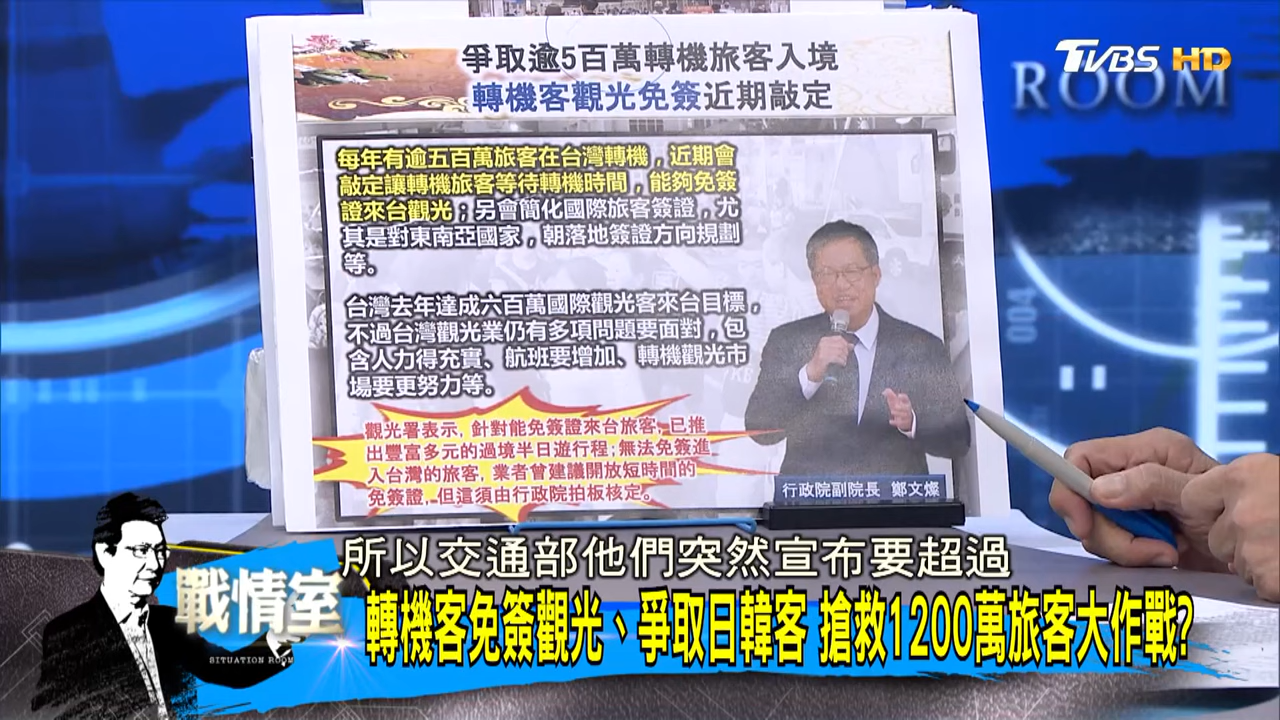 TVBS HD
ROOM
爭取逾5百萬轉機旅客入境
轉機客觀光免簽近期敲定
每年有逾五百萬旅客在台灣轉機，近期會
敲定讓轉機旅客等待轉機時間，能夠免簽
證來台觀光；另會簡化國際旅客簽證，尤
其是對東南亞國家，朝落地簽證方向規劃
等。
台灣去年達成六百萬國際觀光客來台目標，
不過台灣觀光業仍有多項問題要面對，包
含人力得充實、航班要增加、轉機觀光市
場要更努力等。
觀光署表示，針對能免簽證來台旅客，已推
出豐富多元的過境半日遊行程；無法免簽進
入台灣的旅客，業者曾建議開放短時間的
免簽證，但這須由行政院拍板核定。
行政院副院長 鄭文燦
004
所以交通部他們突然宣布要超過
戰情室
SITUATION ROOM
轉機客免簽觀光、爭取日韓客 搶救1200萬旅客大作戰?